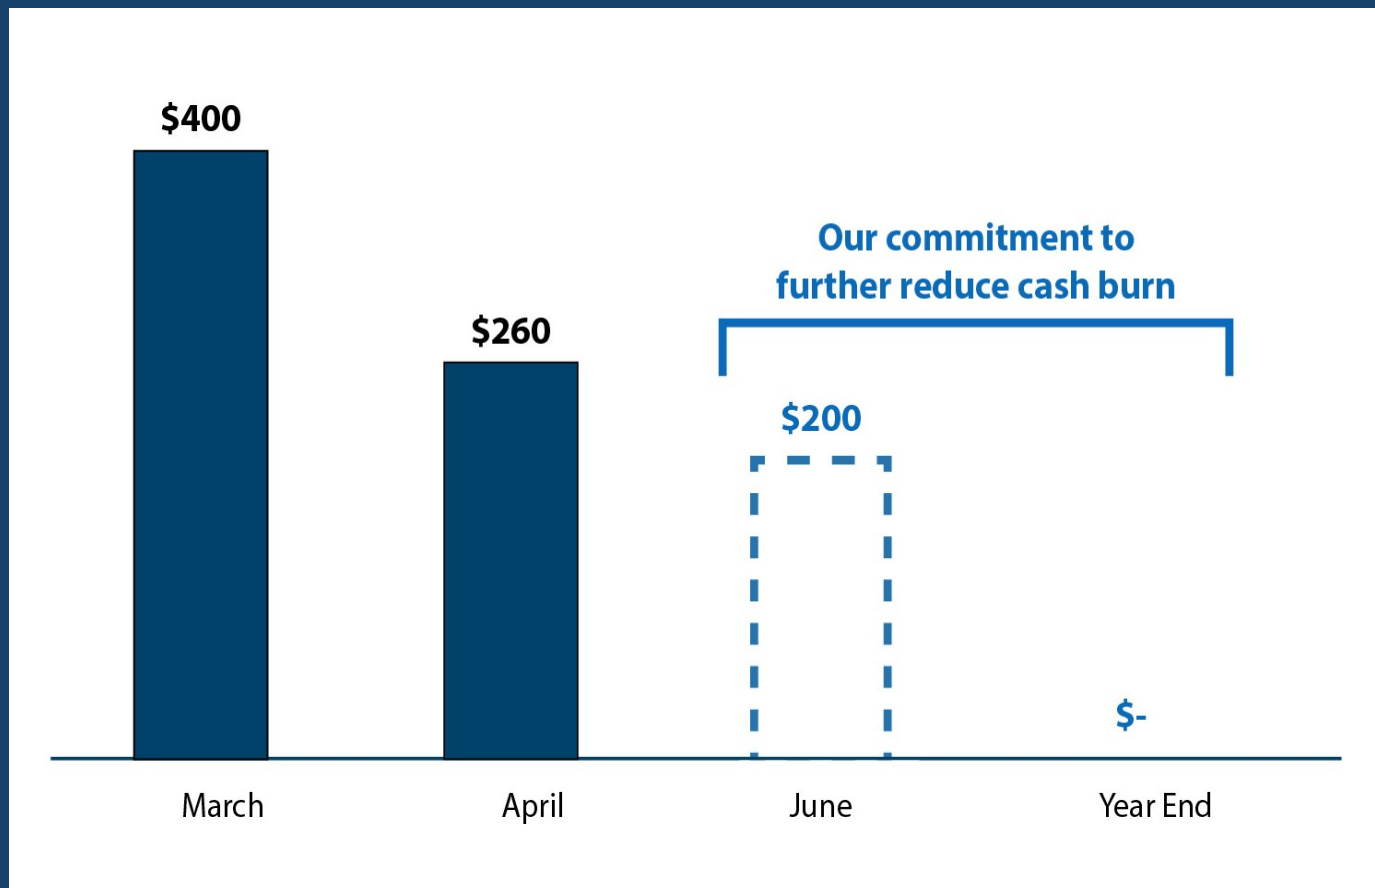 $400
$260
Our commitment to
further reduce cash burn
$200
$-
March
April
June
Year End